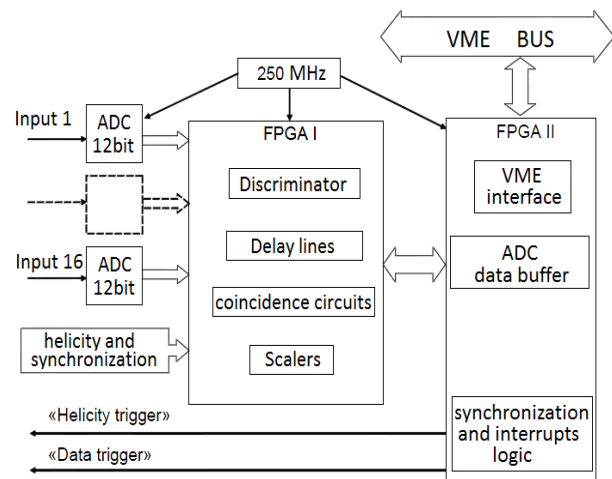 VME BUS
250 MHz
Input 1
ADC
12bit
FPGA I
FPGA II
Discriminator
VME
interface
Delay lines
ADC
data buffer
Input 16
ADC
12bit
coincidence circuits
helicity and
synchronization
Scalers
«Helicity trigger»
synchronization
and interrupts
logic
«Data trigger»